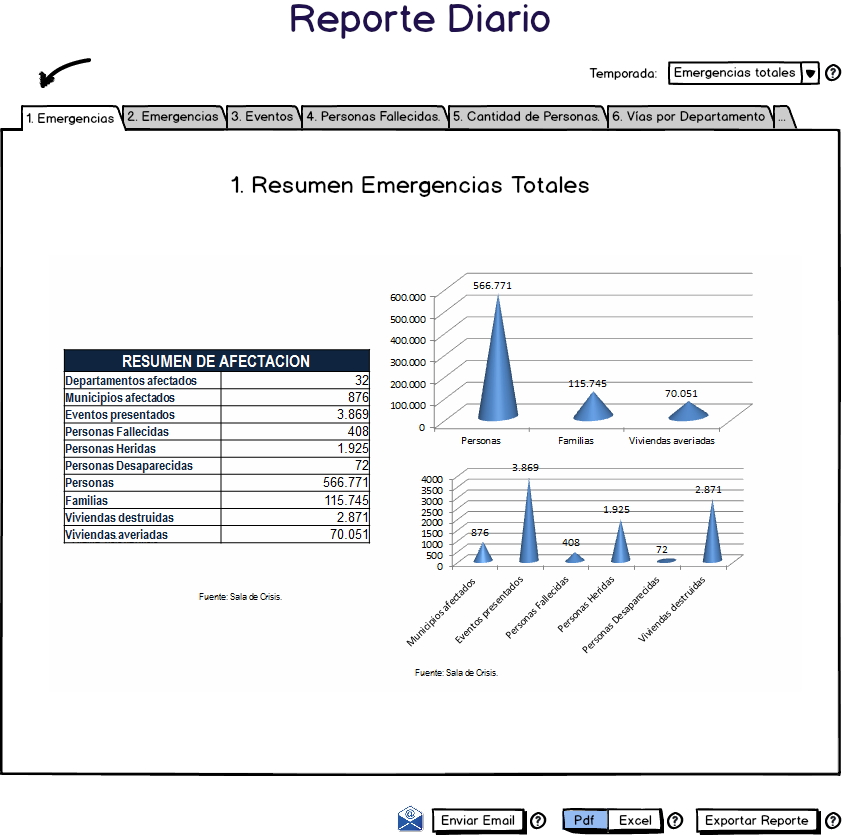 Reporte Diario
Temporada: Emergencias totales ?
1. Emergencias 2. Emergencias 3. Eventos 4. Personas Fallecidas. 5. Cantidad de Personas. 6. Vías por Departamento ...
1. Resumen Emergencias Totales
RESUMEN DE AFECTACION
Departamentos afectados 32
Municipios afectados 876
Eventos presentados 3.869
Personas Fallecidas 408
Personas Heridas 1.925
Personas Desaparecidas 72
Personas 566.771
Familias 115.745
Viviendas destruidas 2.871
Viviendas averiadas 70.051
Fuente: Sala de Crisis.
566.771
600.000
500.000
400.000
300.000
200.000
100.000
0
115.745
70.051
Personas Familias Viviendas averiadas
4000
3500
3000
2500
2000
1500
1000
500
0
876
3.869
408
1.925
72
2.871
Municipios afectados
Eventos presentados
Personas Fallecidas
Personas Heridas
Personas Desaparecidas
Viviendas destruidas
Fuente: Sala de Crisis.
@ Enviar Email ? Pdf Excel ? Exportar Reporte ?